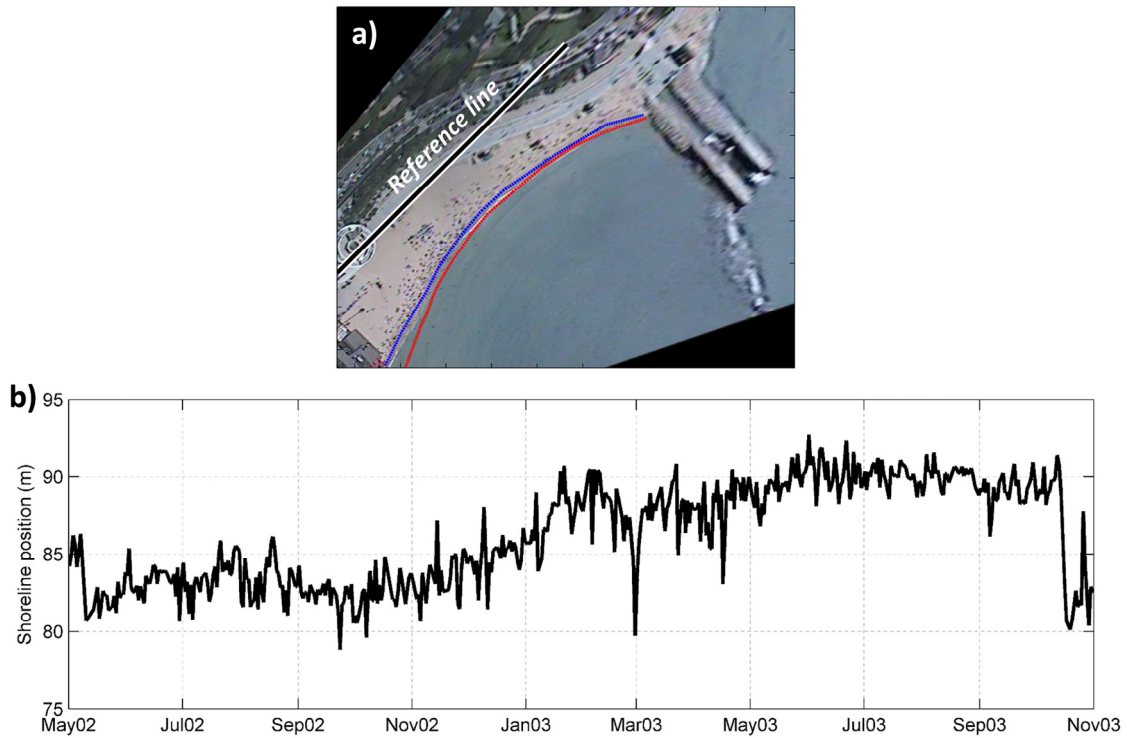 a)
Reference line
b)
95
90
85
80
75
Shoreline position (m)
May02 Jul02 Sep02 Nov02 Jan03 Mar03 May03 Jul03 Sep03 Nov03